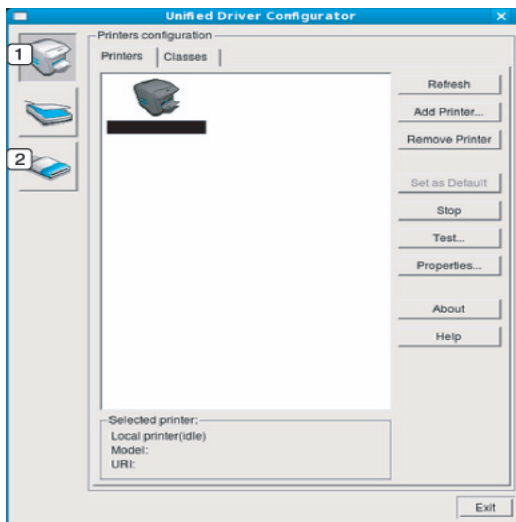 Unified Driver Configurator
1
2
Printers configuration
Printers
Classes
Refresh
Add Printer...
Remove Printer
Set as Default
Stop
Test...
Properties...
About
Help
Selected printer:
Local printer(idle)
Model:
URI:
Exit